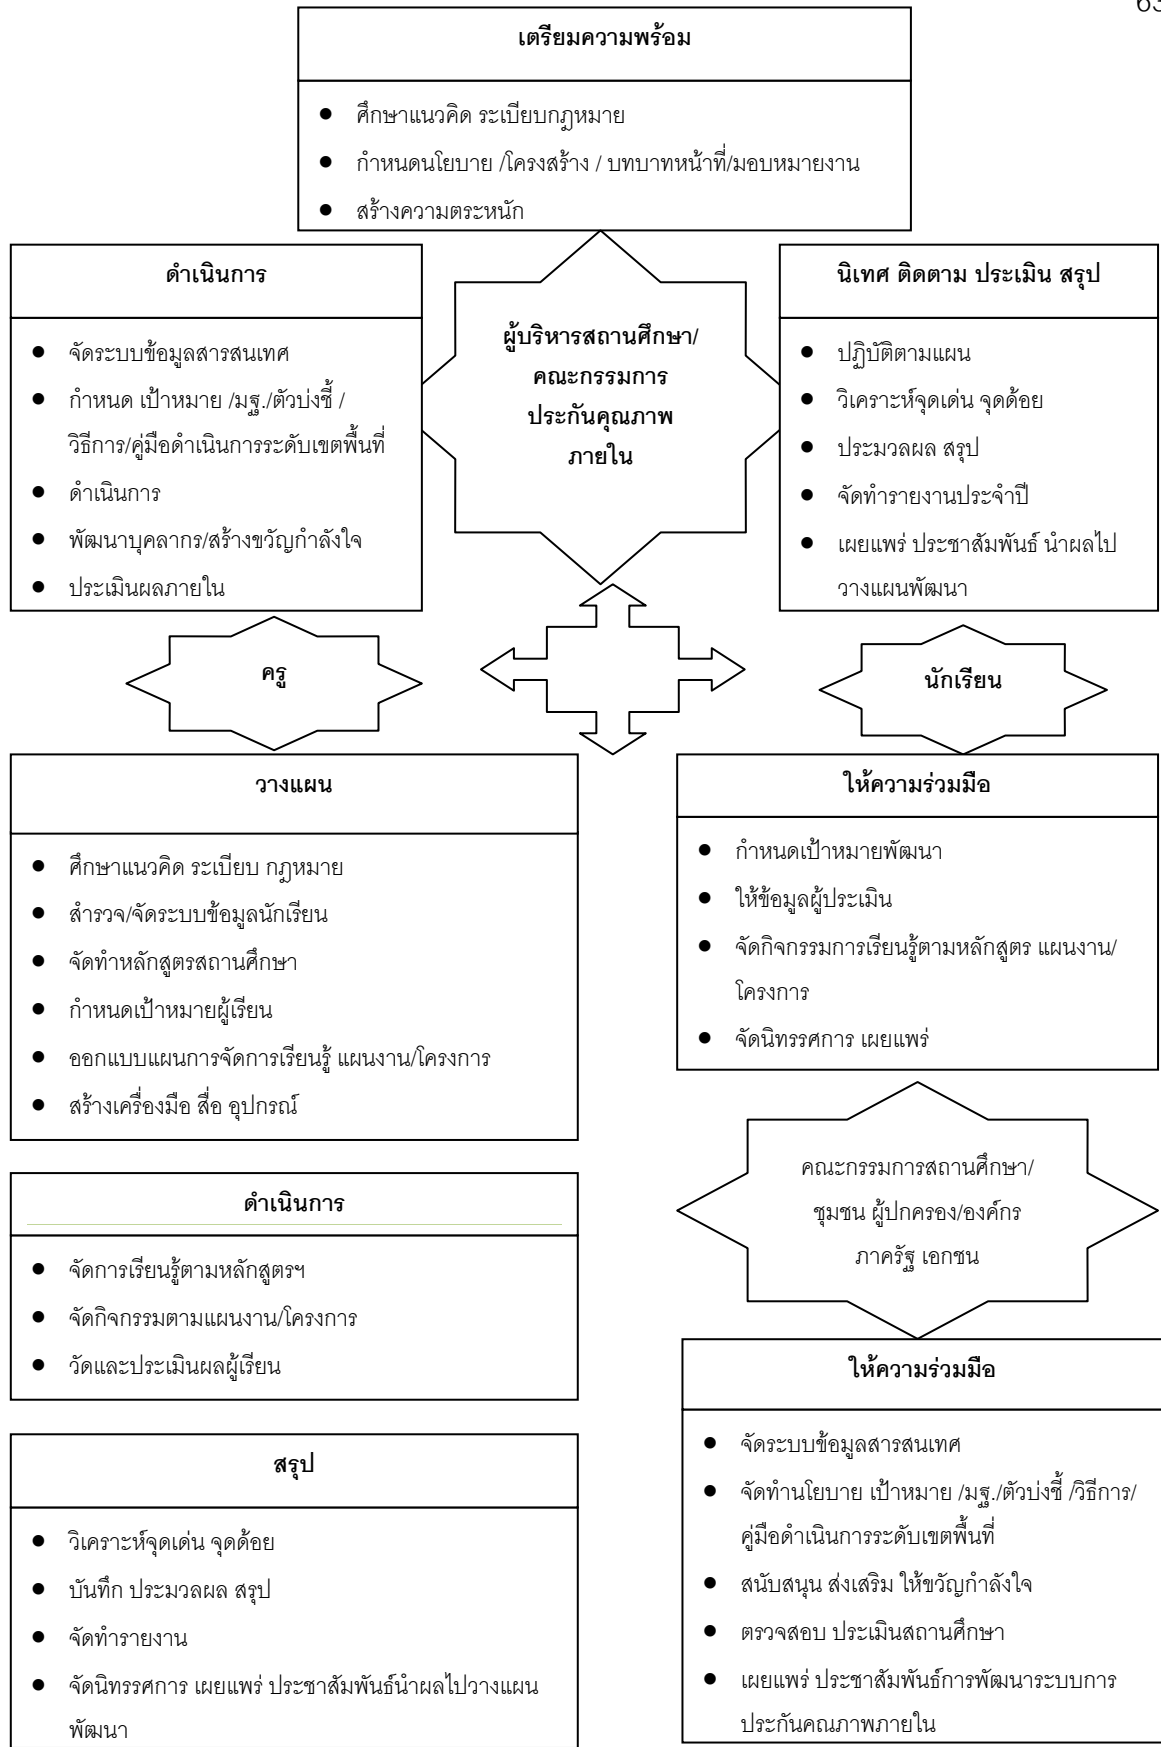 63
เตรียมความพร้อม
● ศึกษาแนวคิด ระเบียบกฎหมาย
● กำหนดนโยบาย /โครงสร้าง / บทบาทหน้าที่/มอบหมายงาน
● สร้างความตระหนัก
ดำเนินการ
● จัดระบบข้อมูลสารสนเทศ
● กำหนด เป้าหมาย /มฐ./ตัวบ่งชี้ /
วิธีการ/คู่มือดำเนินการระดับเขตพื้นที่
● ดำเนินการ
● พัฒนาบุคลากร/สร้างขวัญกำลังใจ
● ประเมินผลภายใน
ผู้บริหารสถานศึกษา/
คณะกรรมการ
ประกันคุณภาพ
ภายใน
นิเทศ ติดตาม ประเมิน สรุป
● ปฏิบัติตามแผน
● วิเคราะห์จุดเด่น จุดด้อย
● ประมวลผล สรุป
● จัดทำรายงานประจำปี
● เผยแพร่ ประชาสัมพันธ์ นำผลไป
วางแผนพัฒนา
ครู
นักเรียน
วางแผน
● ศึกษาแนวคิด ระเบียบ กฎหมาย
● สำรวจ/จัดระบบข้อมูลนักเรียน
● จัดทำหลักสูตรสถานศึกษา
● กำหนดเป้าหมายผู้เรียน
● ออกแบบแผนการจัดการเรียนรู้ แผนงาน/โครงการ
● สร้างเครื่องมือ สื่อ อุปกรณ์
ให้ความร่วมมือ
● กำหนดเป้าหมายพัฒนา
● ให้ข้อมูลผู้ประเมิน
● จัดกิจกรรมการเรียนรู้ตามหลักสูตร แผนงาน/
โครงการ
● จัดนิทรรศการ เผยแพร่
ดำเนินการ
● จัดการเรียนรู้ตามหลักสูตรฯ
● จัดกิจกรรมตามแผนงาน/โครงการ
● วัดและประเมินผลผู้เรียน
คณะกรรมการสถานศึกษา/
ชุมชน ผู้ปกครอง/องค์กร
ภาครัฐ เอกชน
สรุป
● วิเคราะห์จุดเด่น จุดด้อย
● บันทึก ประมวลผล สรุป
● จัดทำรายงาน
● จัดนิทรรศการ เผยแพร่ ประชาสัมพันธ์นำผลไปวางแผน
พัฒนา
ให้ความร่วมมือ
● จัดระบบข้อมูลสารสนเทศ
● จัดทำนโยบาย เป้าหมาย /มฐ./ตัวบ่งชี้ /วิธีการ/
คู่มือดำเนินการระดับเขตพื้นที่
● สนับสนุน ส่งเสริม ให้ขวัญกำลังใจ
● ตรวจสอบ ประเมินสถานศึกษา
● เผยแพร่ ประชาสัมพันธ์การพัฒนาระบบการ
ประกันคุณภาพภายใน